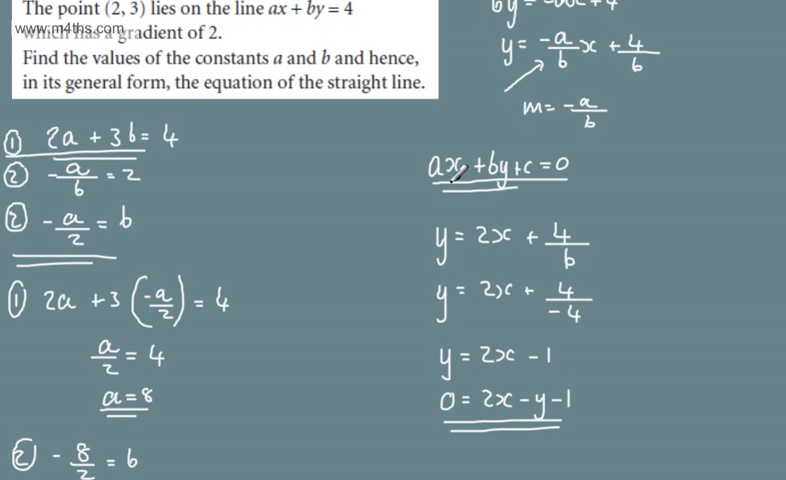 The point (2, 3) lies on the line ax + by = 4
which has a gradient of 2.
www.m4ths.com
Find the values of the constants a and b and hence,
in its general form, the equation of the straight line.
① 2a + 3b = 4
② -a/b = 2
② -a/2 = b
① 2a + 3(-a/2) = 4
a/2 = 4
a = 8
② -8/2 = b
y = -a/b x + 4/b
m = -a/b
ax + by + c = 0
y = 2x + 4/b
y = 2x + 4/-4
y = 2x - 1
0 = 2x - y - 1